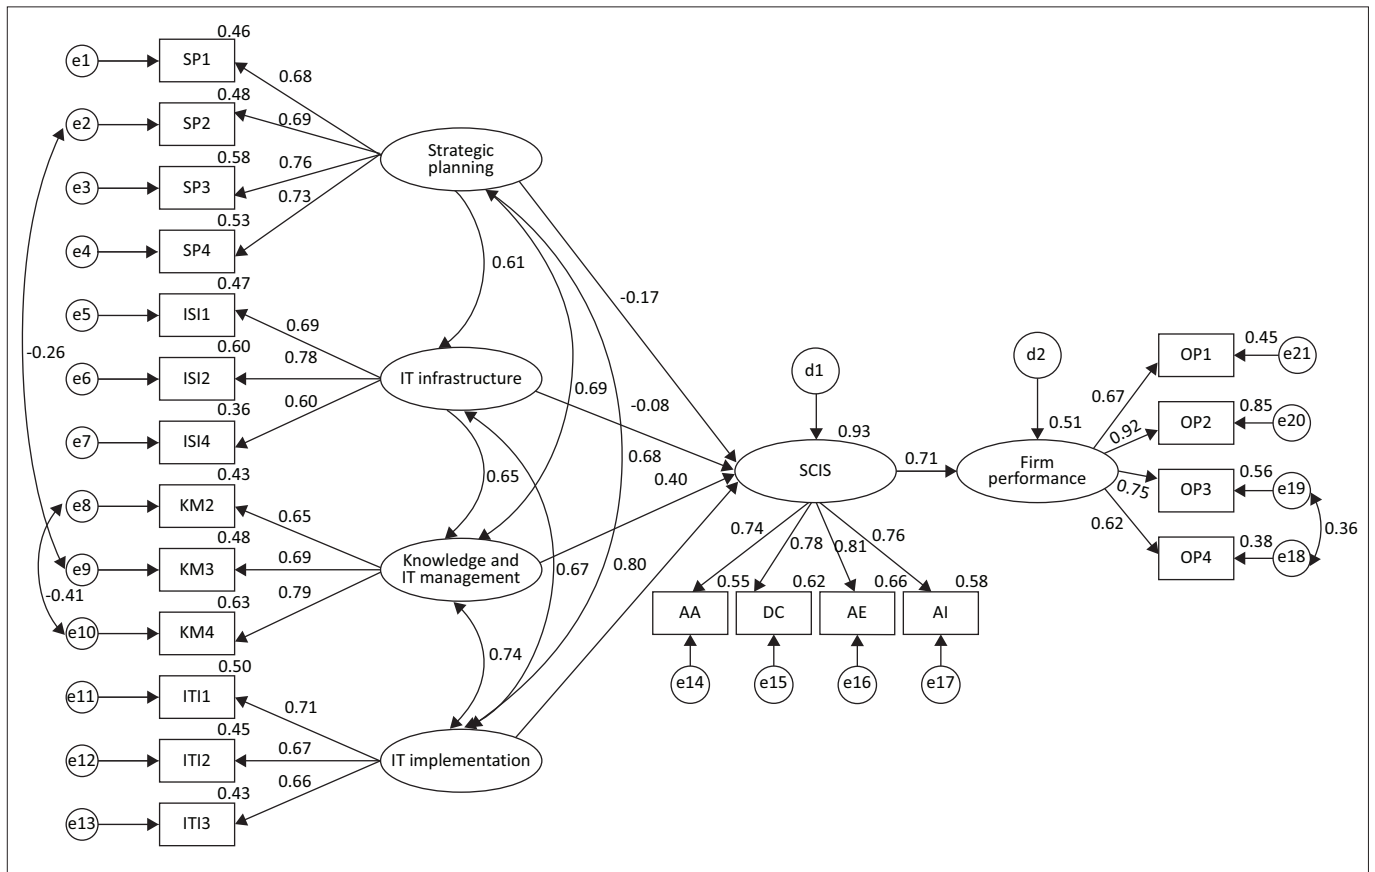 0.46
e1
SP1
0.68
0.48
e2
SP2
0.69
0.58
e3
SP3
0.76
0.73
0.53
e4
SP4
Strategic
planning
0.61
-0.17
0.47
e5
ISI1
0.69
-0.26
0.60
e6
ISI2
0.78
0.36
e7
ISI4
0.60
IT infrastructure
0.69
-0.08
0.68
0.40
0.65
0.43
e8
KM2
0.65
0.48
e9
KM3
0.69
-0.41
0.63
e10
KM4
0.79
Knowledge and
IT management
0.67
0.80
0.74
0.50
e11
ITI1
0.71
0.45
e12
ITI2
0.67
0.43
e13
ITI3
0.66
IT implementation
d1
0.93
SCIS
0.71
d2
0.51
Firm
performance
0.74
0.78
0.81
0.76
0.55
0.62
0.66
0.58
AA
DC
AE
AI
e14
e15
e16
e17
0.67
0.92
0.75
0.62
OP1
0.45
e21
OP2
0.85
e20
OP3
0.56
e19
0.36
OP4
0.38
e18